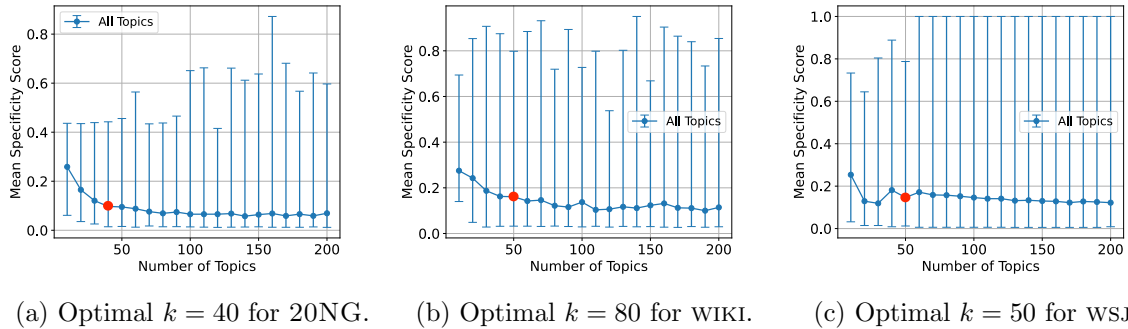 Mean Specificity Score
0.8
0.6
0.4
0.2
0.0
All Topics
50
100
150
200
Number of Topics
(a) Optimal k = 40 for 20NG.
Mean Specificity Score
0.8
0.6
0.4
0.2
0.0
All Topics
50
100
150
200
Number of Topics
(b) Optimal k = 80 for WIKI.
Mean Specificity Score
1.0
0.8
0.6
0.4
0.2
0.0
All Topics
50
100
150
200
Number of Topics
(c) Optimal k = 50 for WSJ